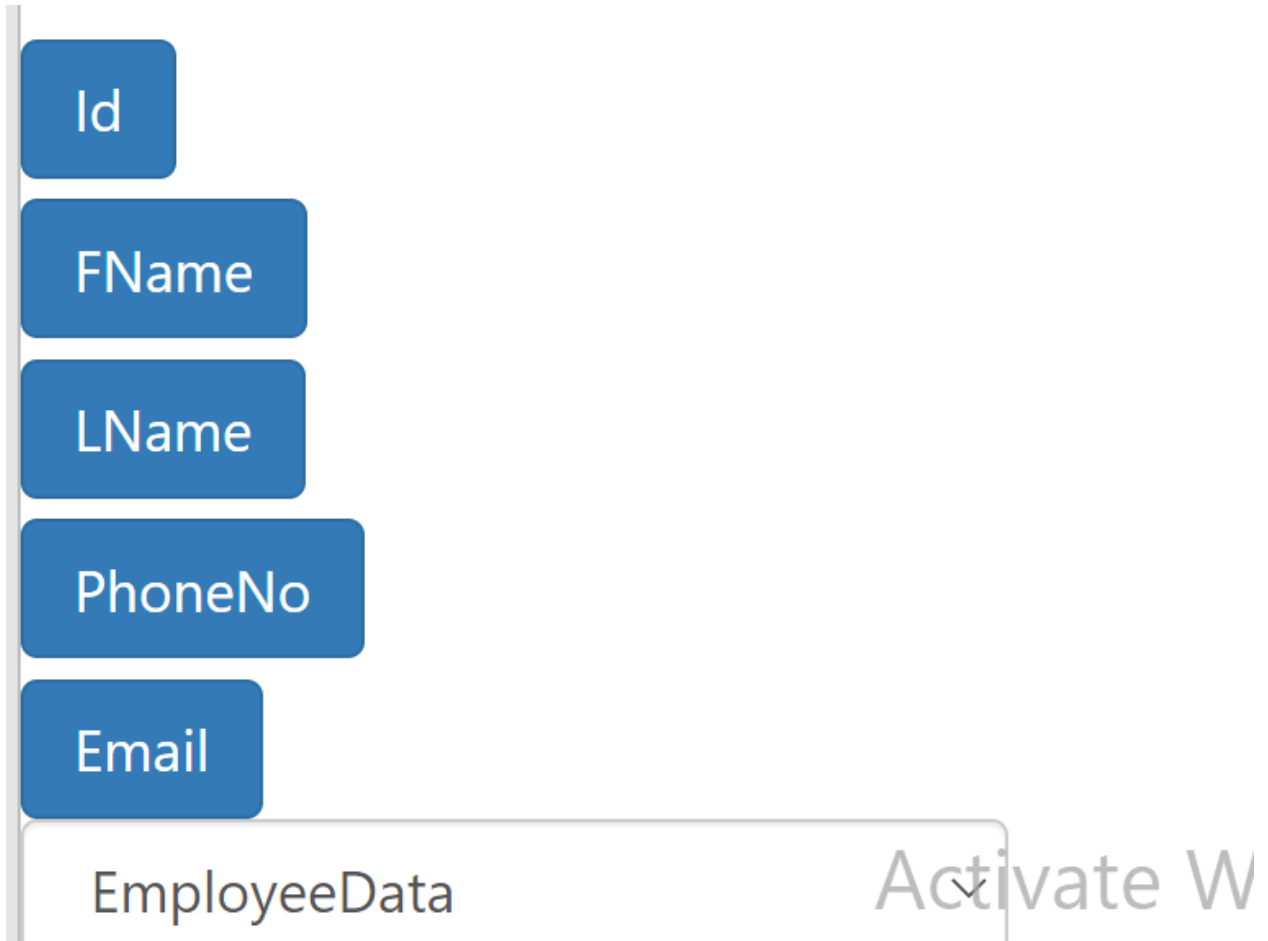 Id
FName
LName
PhoneNo
Email
EmployeeData
Activate W